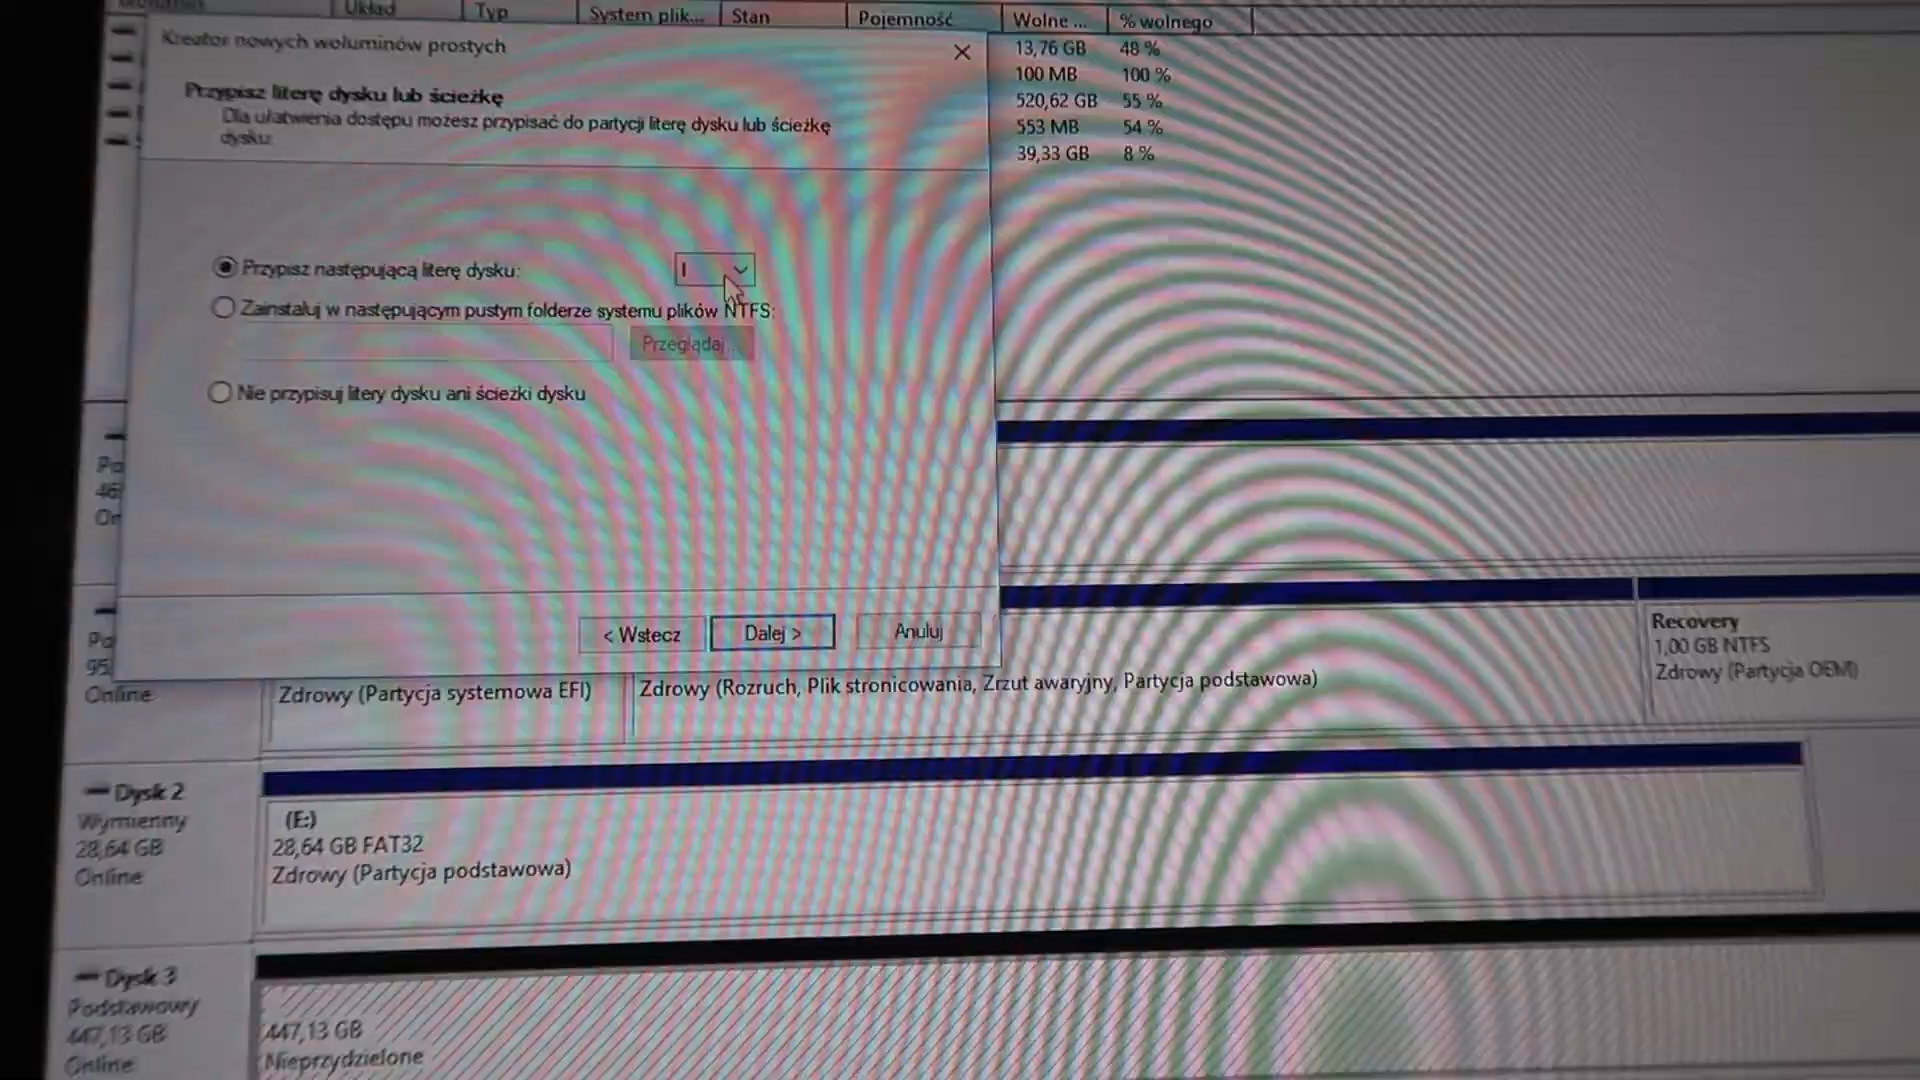 Układ Typ System plik... Stan Pojemność Wolne ... % wolnego
Kreator nowych woluminów prostych
Przypisz literę dysku lub ścieżkę
Dla ułatwienia dostępu możesz przypisać do partycji literę dysku lub ścieżkę
dysku.
13,76 GB 48 %
100 MB 100 %
520,62 GB 55 %
553 MB 54 %
39,33 GB 8 %
Przypisz następującą literę dysku: I
Zainstaluj w następującym pustym folderze systemu plików NTFS:
Przeglądaj...
Nie przypisuj litery dysku ani ścieżki dysku
< Wstecz Dalej > Anuluj
Po
46
On
Po
95
Online
Zdrowy (Partycja systemowa EFI)
Zdrowy (Rozruch, Plik stronicowania, Zrzut awaryjny, Partycja podstawowa)
Recovery
1,00 GB NTFS
Zdrowy (Partycja OEM)
Dysk 2
Wymienny
28,64 GB
Online
(E:)
28,64 GB FAT32
Zdrowy (Partycja podstawowa)
Dysk 3
Podstawowy
447,13 GB
Online
447,13 GB
Nieprzydzielone